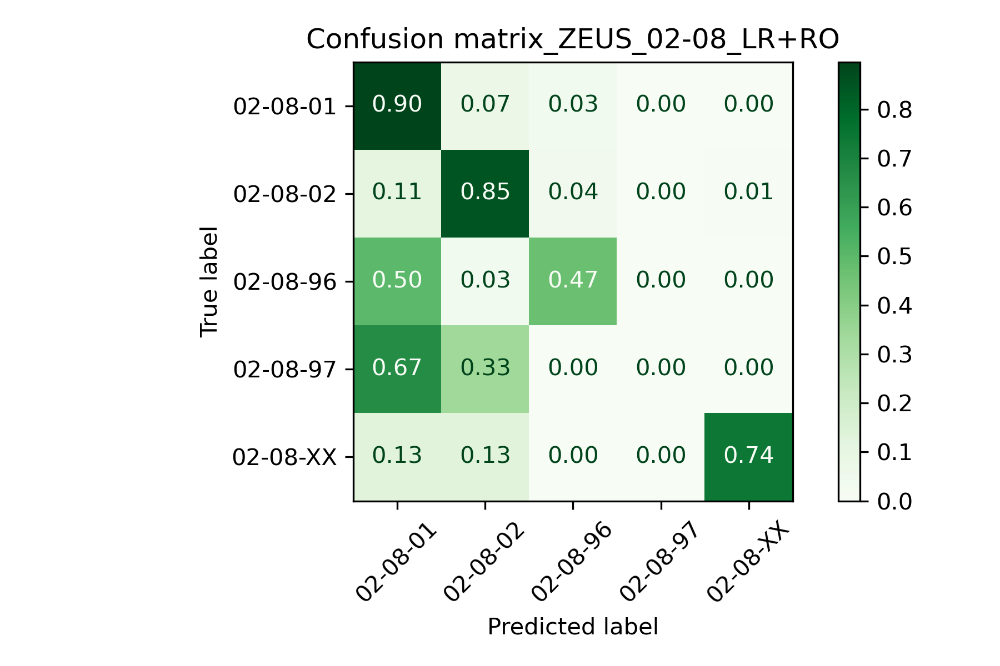 Confusion matrix_ZEUS_02-08_LR+RO
True label
02-08-01 0.90 0.07 0.03 0.00 0.00
02-08-02 0.11 0.85 0.04 0.00 0.01
02-08-96 0.50 0.03 0.47 0.00 0.00
02-08-97 0.67 0.33 0.00 0.00 0.00
02-08-XX 0.13 0.13 0.00 0.00 0.74
02-08-01 02-08-02 02-08-96 02-08-97 02-08-XX
Predicted label
0.8
0.7
0.6
0.5
0.4
0.3
0.2
0.1
0.0